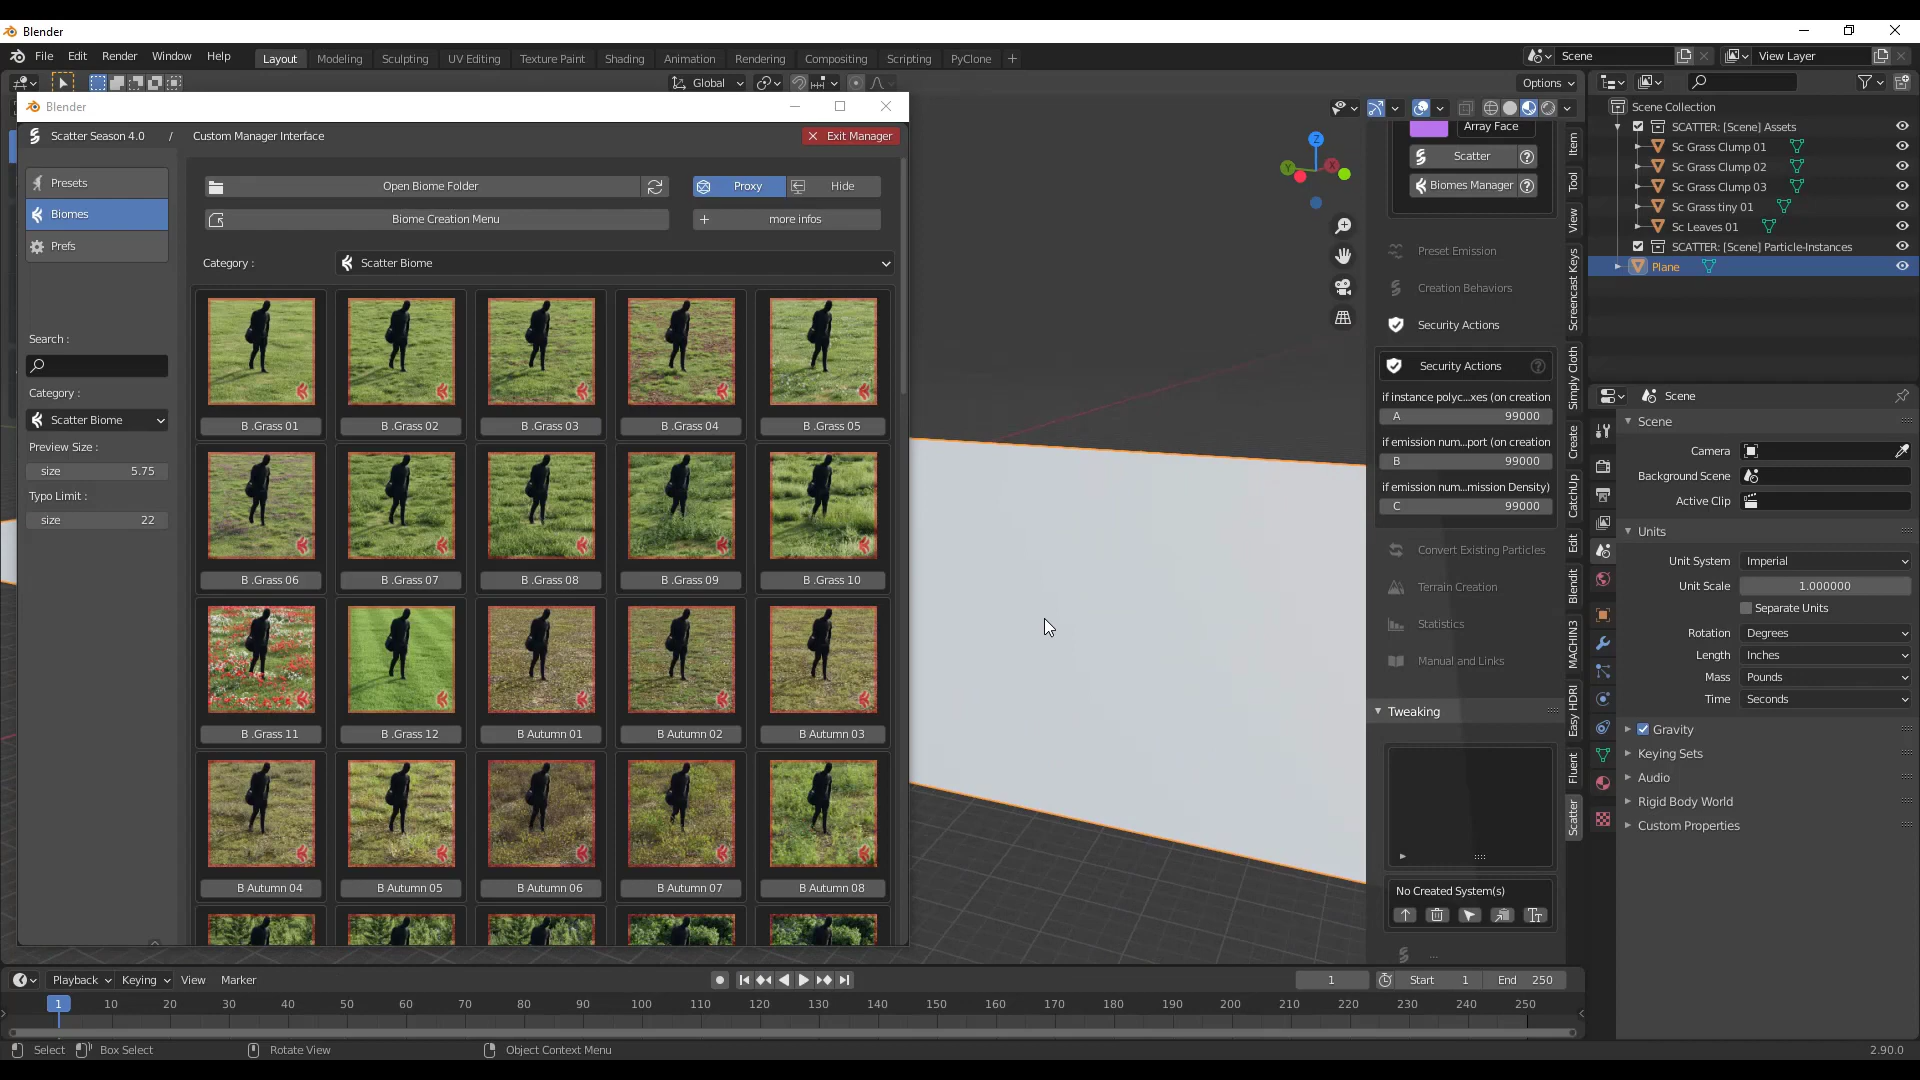 Blender
File Edit Render Window Help Layout Modeling Sculpting UV Editing Texture Paint Shading Animation Rendering Compositing Scripting PyClone + Scene View Layer
Global Options
Blender
Scatter Season 4.0 / Custom Manager Interface Exit Manager
Presets
Biomes
Prefs
Search :
Category :
Scatter Biome
Preview Size :
size 5.75
Typo Limit :
size 22
Open Biome Folder Proxy Hide
Biome Creation Menu more infos
Category : Scatter Biome
B .Grass 01 B .Grass 02 B .Grass 03 B .Grass 04 B .Grass 05
B .Grass 06 B .Grass 07 B .Grass 08 B .Grass 09 B .Grass 10
B .Grass 11 B .Grass 12 B Autumn 01 B Autumn 02 B Autumn 03
B Autumn 04 B Autumn 05 B Autumn 06 B Autumn 07 B Autumn 08
Z
Y
X
Array Face
Scatter
Biomes Manager
Preset Emission
Creation Behaviors
Security Actions
Security Actions
if instance polyc...xes (on creation
A 99000
if emission num...port (on creation
B 99000
if emission num...mission Density)
C 99000
Convert Existing Particles
Terrain Creation
Statistics
Manual and Links
Tweaking
No Created System(s)
...
Item
Tool
View
Screencast Keys
Simply Cloth
Create
CatchUp
Edit
Blendit
MACHIN3
Easy HDRI
Fluent
Scatter
Scene Collection
SCATTER: [Scene] Assets
Sc Grass Clump 01
Sc Grass Clump 02
Sc Grass Clump 03
Sc Grass tiny 01
Sc Leaves 01
SCATTER: [Scene] Particle-Instances
Plane
Scene
Scene
Camera
Background Scene
Active Clip
Units
Unit System Imperial
Unit Scale 1.000000
Separate Units
Rotation Degrees
Length Inches
Mass Pounds
Time Seconds
Gravity
Keying Sets
Audio
Rigid Body World
Custom Properties
Playback Keying View Marker 1 Start 1 End 250
1 10 20 30 40 50 60 70 80 90 100 110 120 130 140 150 160 170 180 190 200 210 220 230 240 250
Select Box Select Rotate View Object Context Menu 2.90.0